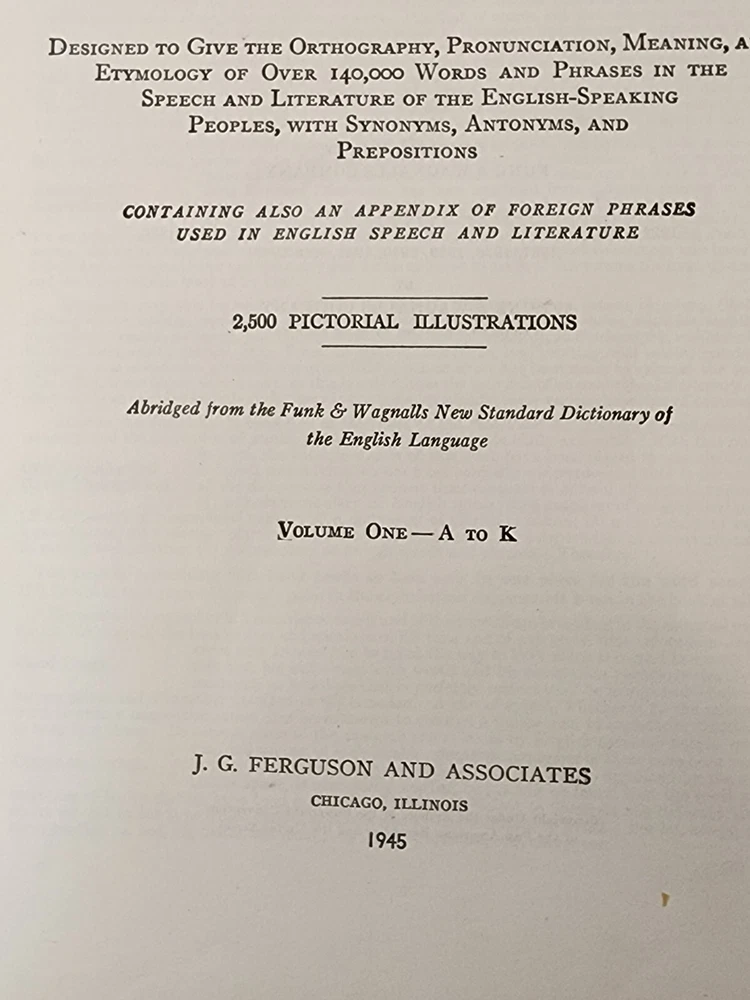 Designed to Give the Orthography, Pronunciation, Meaning, a
Etymology of Over 140,000 Words and Phrases in the
Speech and Literature of the English-Speaking
Peoples, with Synonyms, Antonyms, and
Prepositions
CONTAINING ALSO AN APPENDIX OF FOREIGN PHRASES
USED IN ENGLISH SPEECH AND LITERATURE
2,500 PICTORIAL ILLUSTRATIONS
Abridged from the Funk & Wagnalls New Standard Dictionary of
the English Language
Volume One — A to K
J. G. FERGUSON AND ASSOCIATES
CHICAGO, ILLINOIS
1945